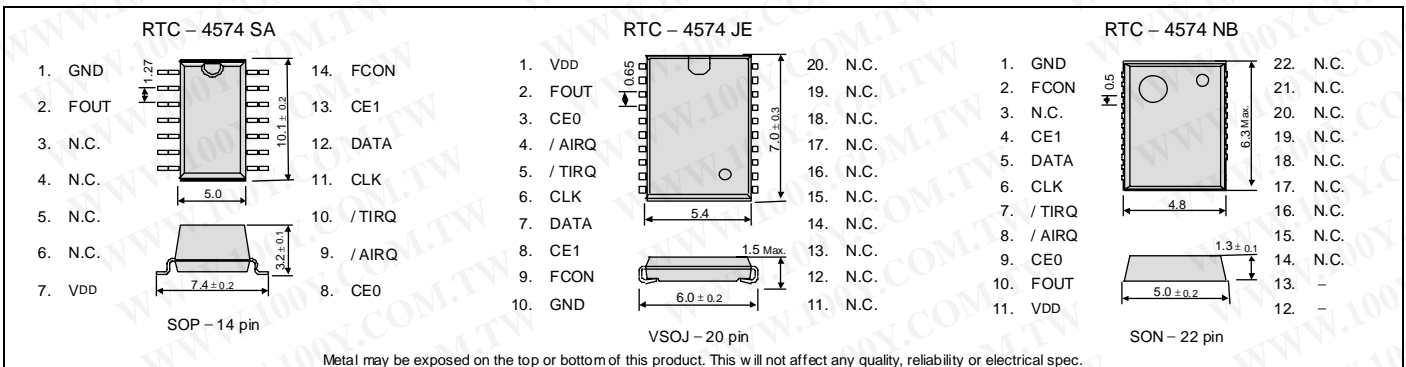 RTC – 4574 SA
1. GND
2. FOUT
3. N.C.
4. N.C.
5. N.C.
6. N.C.
7. VDD
14. FCON
13. CE1
12. DATA
11. CLK
10. / TIRQ
9. / AIRQ
8. CE0
1.27
10.1 ± 0.2
5.0
3.2 ± 0.1
7.4 ± 0.2
SOP – 14 pin
RTC – 4574 JE
1. VDD
2. FOUT
3. CE0
4. / AIRQ
5. / TIRQ
6. CLK
7. DATA
8. CE1
9. FCON
10. GND
20. N.C.
19. N.C.
18. N.C.
17. N.C.
16. N.C.
15. N.C.
14. N.C.
13. N.C.
12. N.C.
11. N.C.
0.65
7.0 ± 0.3
5.4
1.5 Max.
6.0 ± 0.2
VSOJ – 20 pin
RTC – 4574 NB
1. GND
2. FCON
3. N.C.
4. CE1
5. DATA
6. CLK
7. / TIRQ
8. / AIRQ
9. CE0
10. FOUT
11. VDD
22. N.C.
21. N.C.
20. N.C.
19. N.C.
18. N.C.
17. N.C.
16. N.C.
15. N.C.
14. N.C.
13. –
12. –
0.5
6.3 Max.
4.8
1.3 ± 0.1
5.0 ± 0.2
SON – 22 pin
Metal may be exposed on the top or bottom of this product. This will not affect any quality, reliability or electrical spec.
WWW.100Y.COM.TW